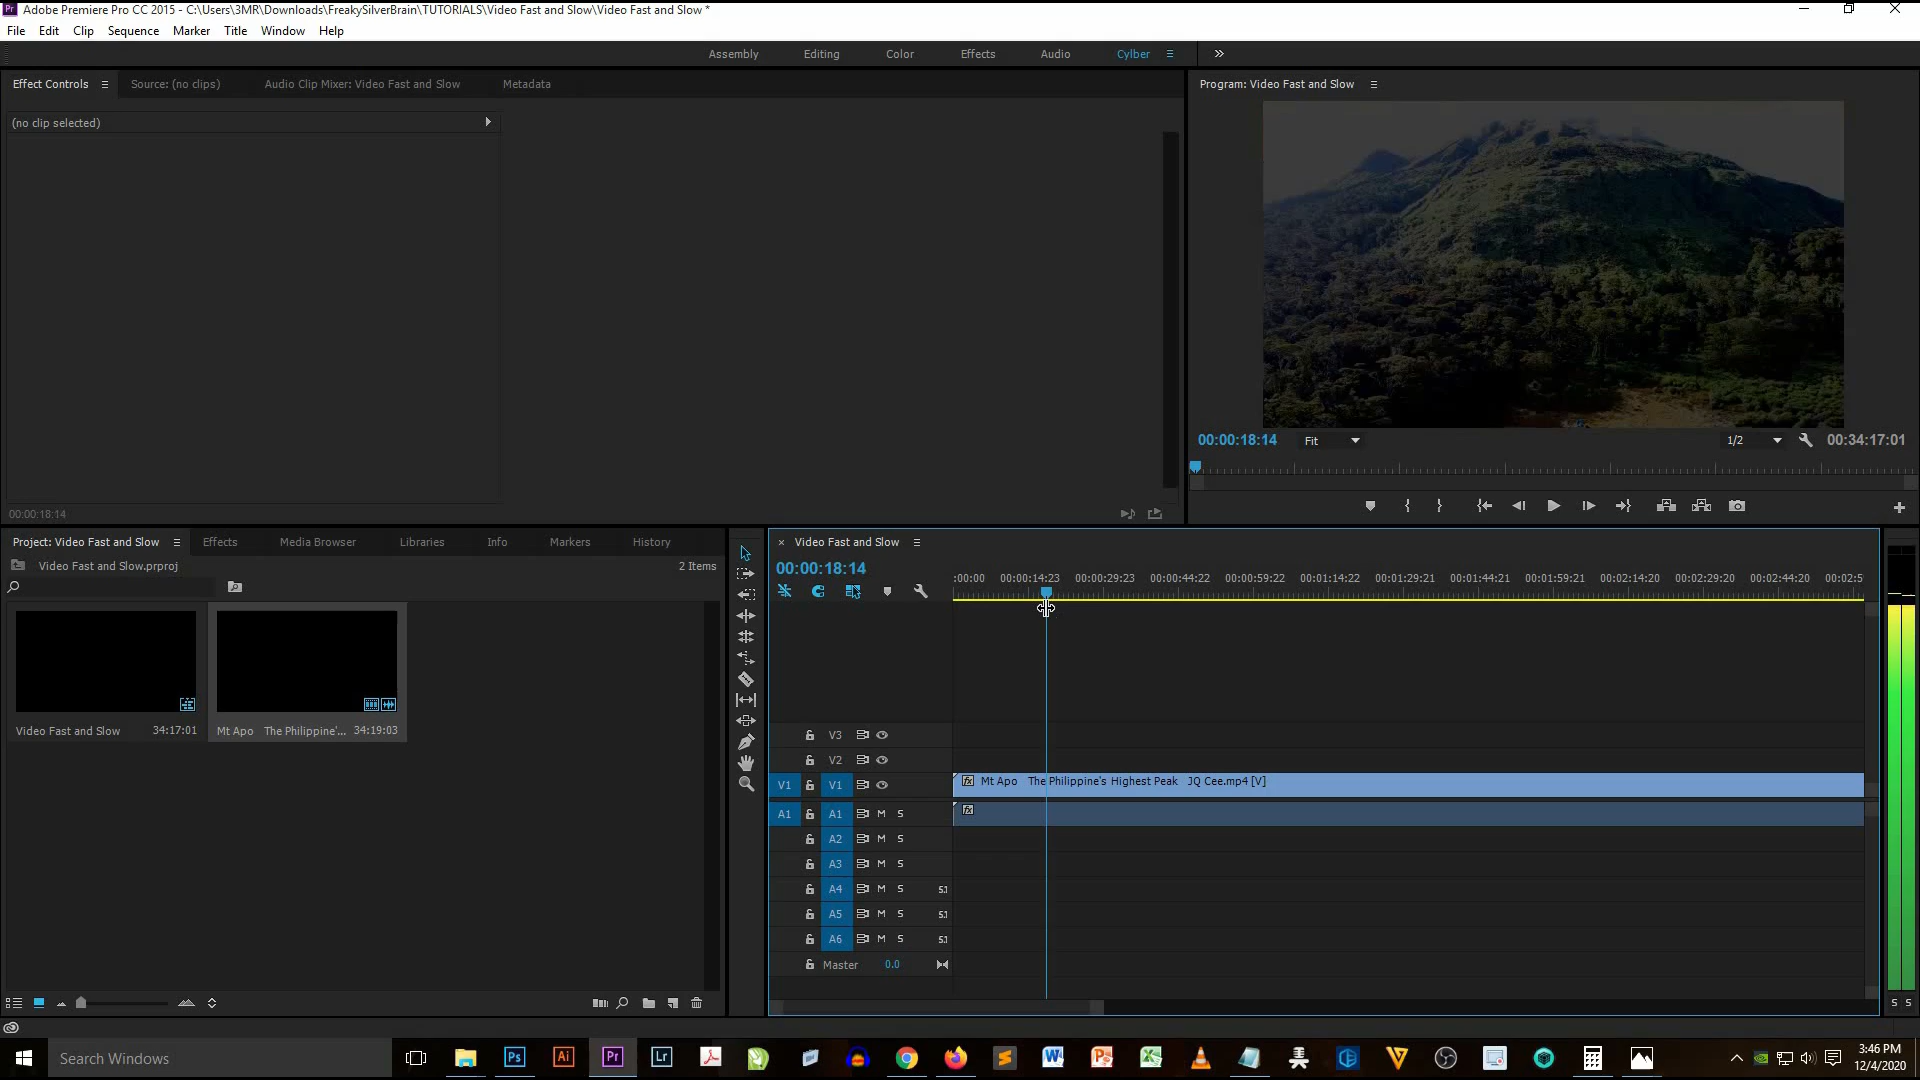 Adobe Premiere Pro CC 2015 - C:\Users\3MR\Downloads\FreakySilverBrain\TUTORIALS\Video Fast and Slow\Video Fast and Slow *
File Edit Clip Sequence Marker Title Window Help
Assembly Editing Color Effects Audio Cylber
Effect Controls Source: (no clips) Audio Clip Mixer: Video Fast and Slow Metadata
Program: Video Fast and Slow
(no clip selected)
00:00:18:14 Fit 1/2 00:34:17:01
00:00:18:14
Project: Video Fast and Slow Effects Media Browser Libraries Info Markers History
Video Fast and Slow.prproj 2 Items
Video Fast and Slow 34:17:01
Mt Apo The Philippine'... 34:19:03
× Video Fast and Slow
00:00:18:14
:00:00 00:00:14:23 00:00:29:23 00:00:44:22 00:00:59:22 00:01:14:22 00:01:29:21 00:01:44:21 00:01:59:21 00:02:14:20 00:02:29:20 00:02:44:20 00:02:5
V3
V2
V1 V1 fx Mt Apo The Philippine's Highest Peak JQ Cee.mp4 [V]
A1 A1 M S fx
A2 M S
A3 M S
A4 M S 5.1
A5 M S 5.1
A6 M S 5.1
Master 0.0
S S
Search Windows
Ps Ai Pr Lr
3:46 PM
12/4/2020